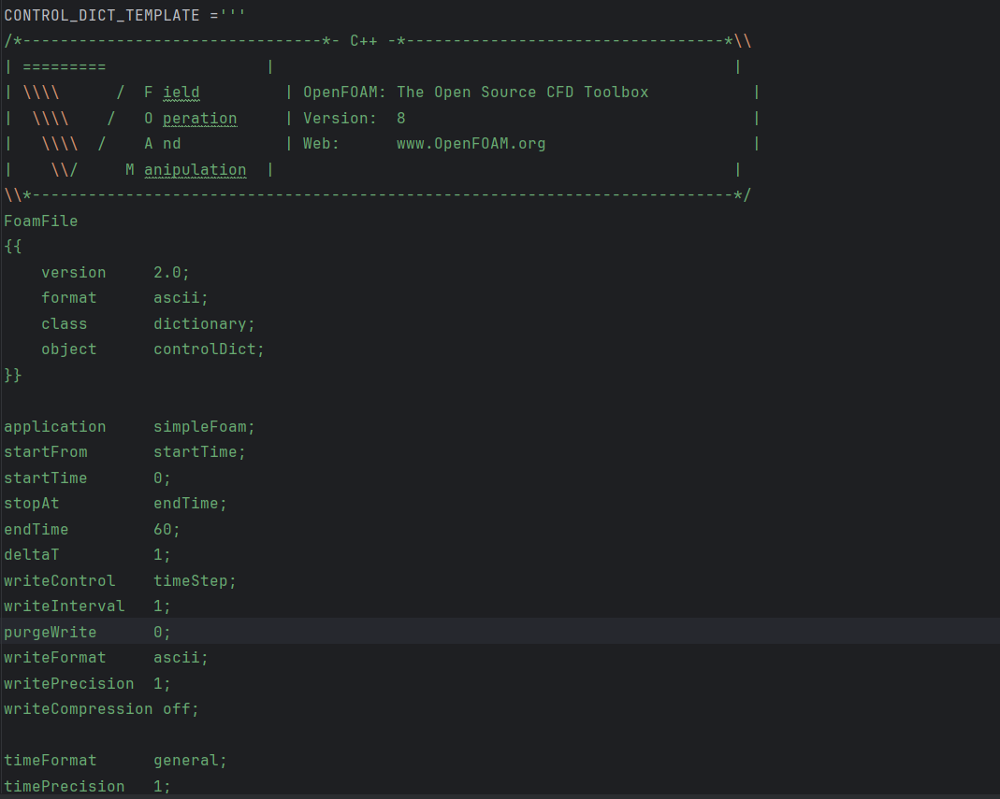 CONTROL_DICT_TEMPLATE ='''
/*--------------------------------*- C++ -*----------------------------------*\\
| =========                 |                                                 |
| \\\\      /  F ield         | OpenFOAM: The Open Source CFD Toolbox           |
|  \\\\    /   O peration     | Version:  8                                     |
|   \\\\  /    A nd           | Web:      www.OpenFOAM.org                      |
|    \\/     M anipulation  |                                                 |
\\*---------------------------------------------------------------------------*/
FoamFile
{{
    version     2.0;
    format      ascii;
    class       dictionary;
    object      controlDict;
}}

application     simpleFoam;
startFrom       startTime;
startTime       0;
stopAt          endTime;
endTime         60;
deltaT          1;
writeControl    timeStep;
writeInterval   1;
purgeWrite      0;
writeFormat     ascii;
writePrecision  1;
writeCompression off;

timeFormat      general;
timePrecision   1;